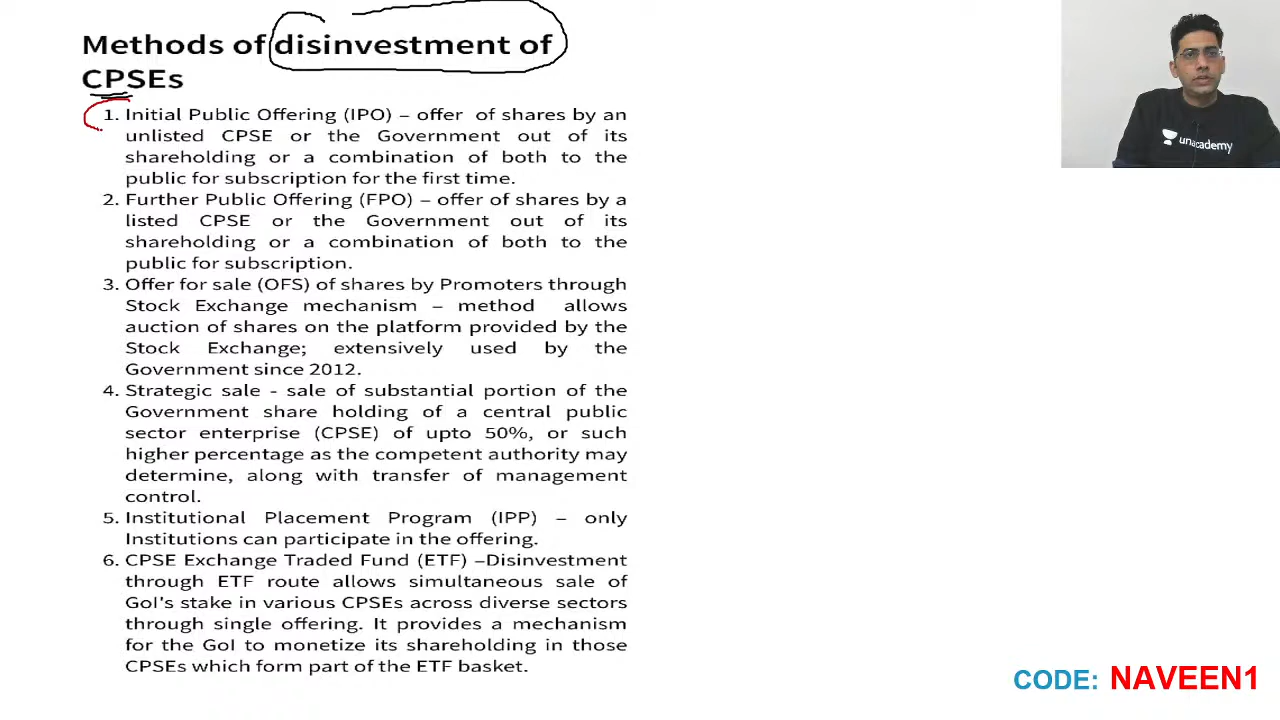 Methods of disinvestment of
CPSEs
1. Initial Public Offering (IPO) – offer of shares by an
unlisted CPSE or the Government out of its
shareholding or a combination of both to the
public for subscription for the first time.
2. Further Public Offering (FPO) – offer of shares by a
listed CPSE or the Government out of its
shareholding or a combination of both to the
public for subscription.
3. Offer for sale (OFS) of shares by Promoters through
Stock Exchange mechanism – method allows
auction of shares on the platform provided by the
Stock Exchange; extensively used by the
Government since 2012.
4. Strategic sale - sale of substantial portion of the
Government share holding of a central public
sector enterprise (CPSE) of upto 50%, or such
higher percentage as the competent authority may
determine, along with transfer of management
control.
5. Institutional Placement Program (IPP) – only
Institutions can participate in the offering.
6. CPSE Exchange Traded Fund (ETF) –Disinvestment
through ETF route allows simultaneous sale of
GoI's stake in various CPSEs across diverse sectors
through single offering. It provides a mechanism
for the GoI to monetize its shareholding in those
CPSEs which form part of the ETF basket.
unacademy
CODE: NAVEEN1